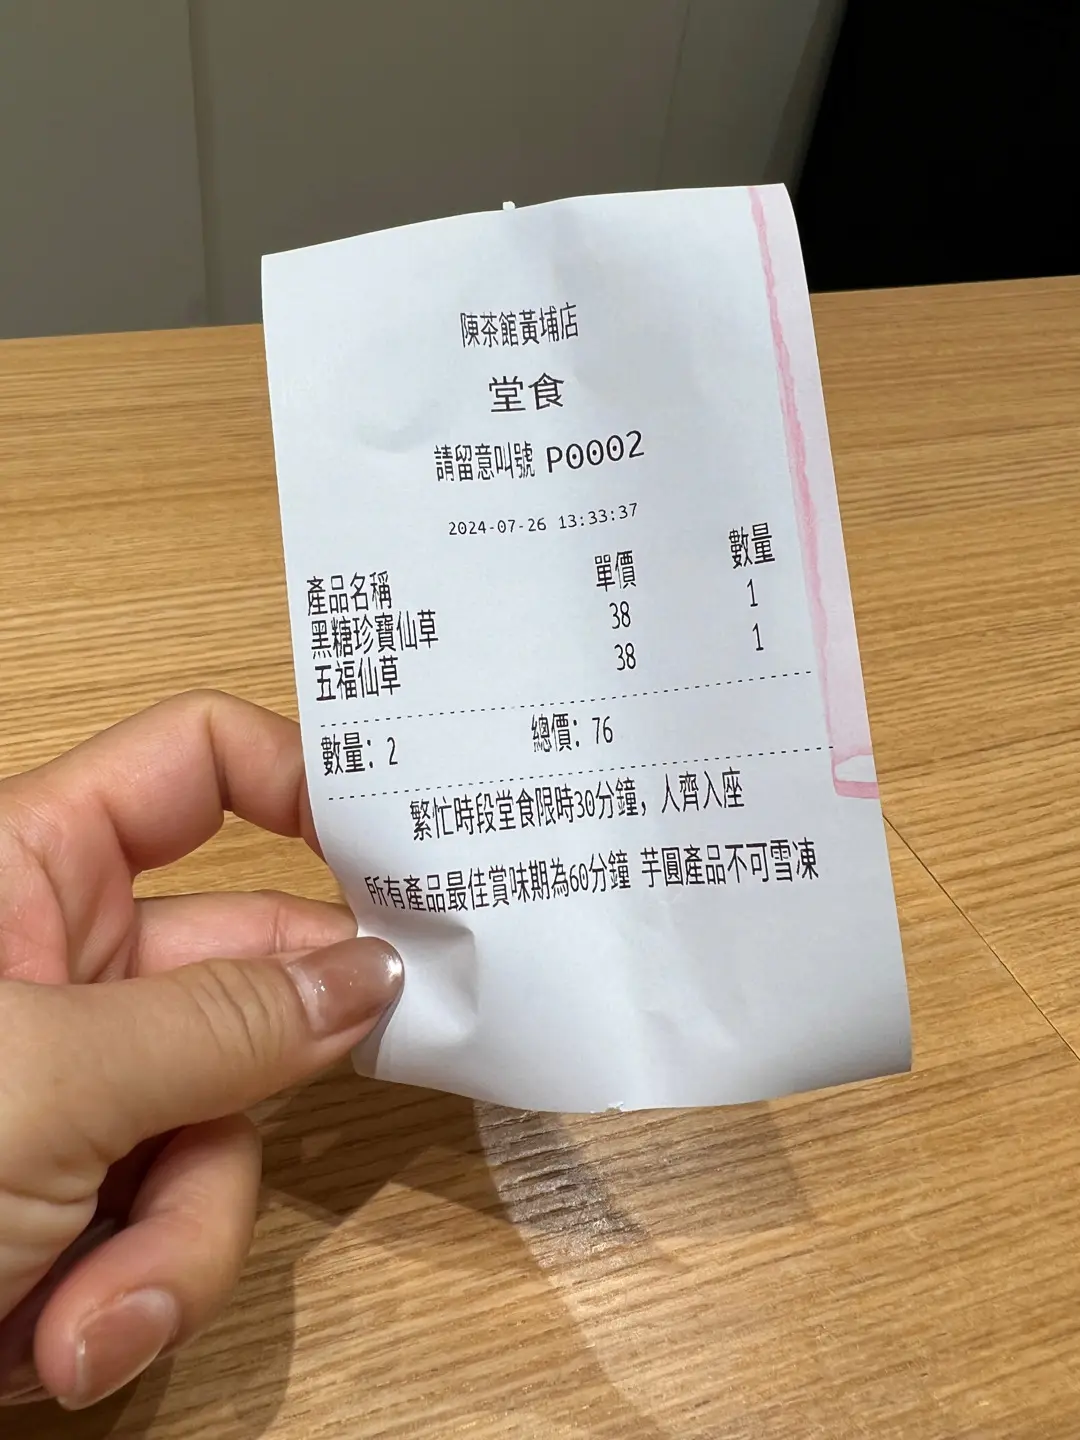 陳茶館黃埔店
堂食
請留意叫號 P0002
2024-07-26 13:33:37
產品名稱 單價 數量
黑糖珍寶仙草 38 1
五福仙草 38 1
數量: 2 總價: 76
繁忙時段堂食限時30分鐘, 人齊入座
所有產品最佳賞味期為60分鐘 芋圓產品不可雪凍